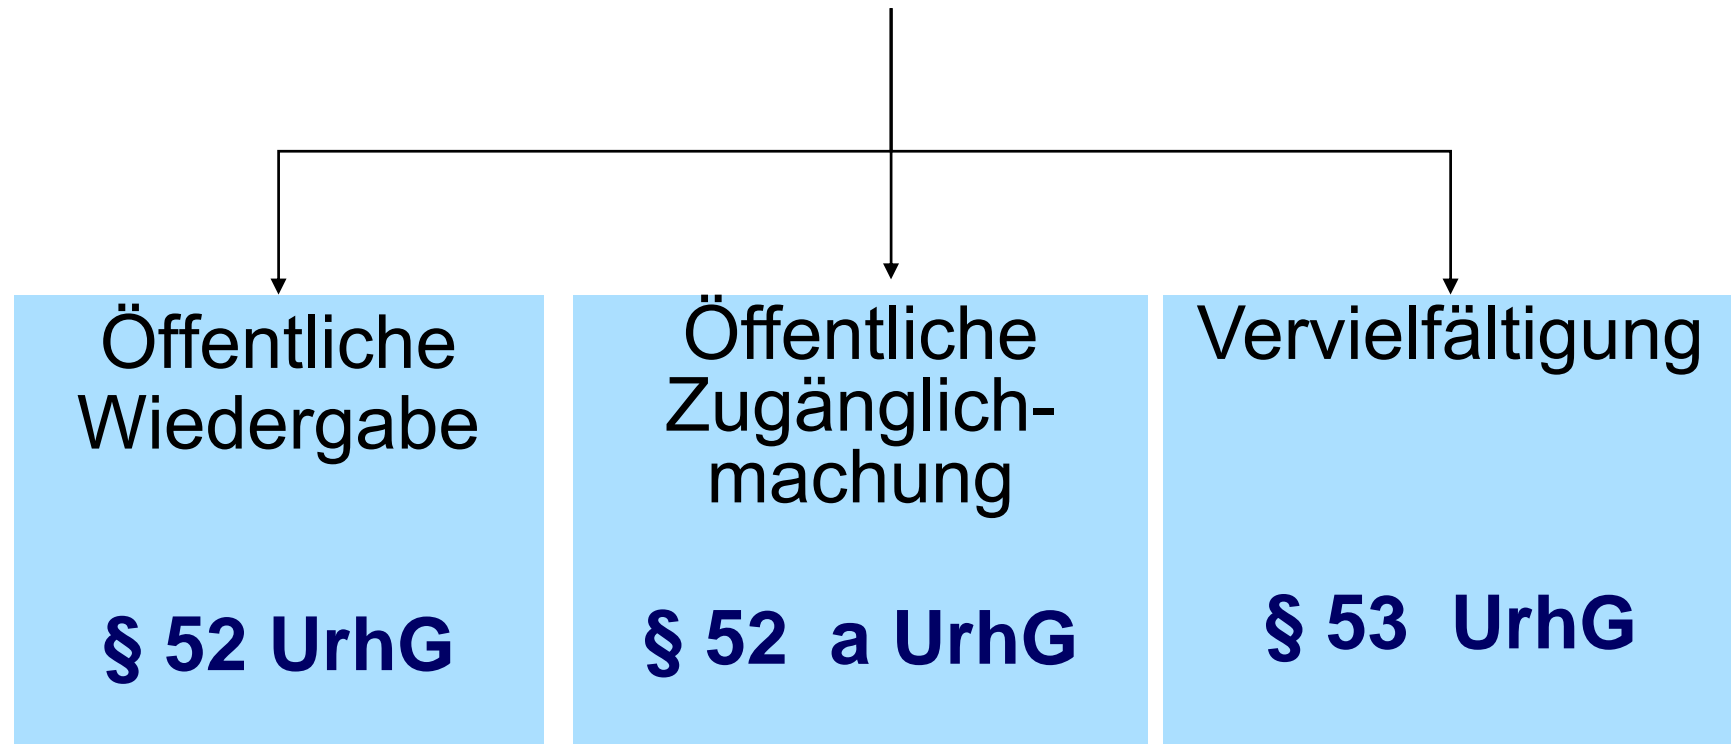 Öffentliche
Wiedergabe
§ 52 UrhG
Öffentliche
Zugänglich-
machung
§ 52 a UrhG
Vervielfältigung
§ 53 UrhG